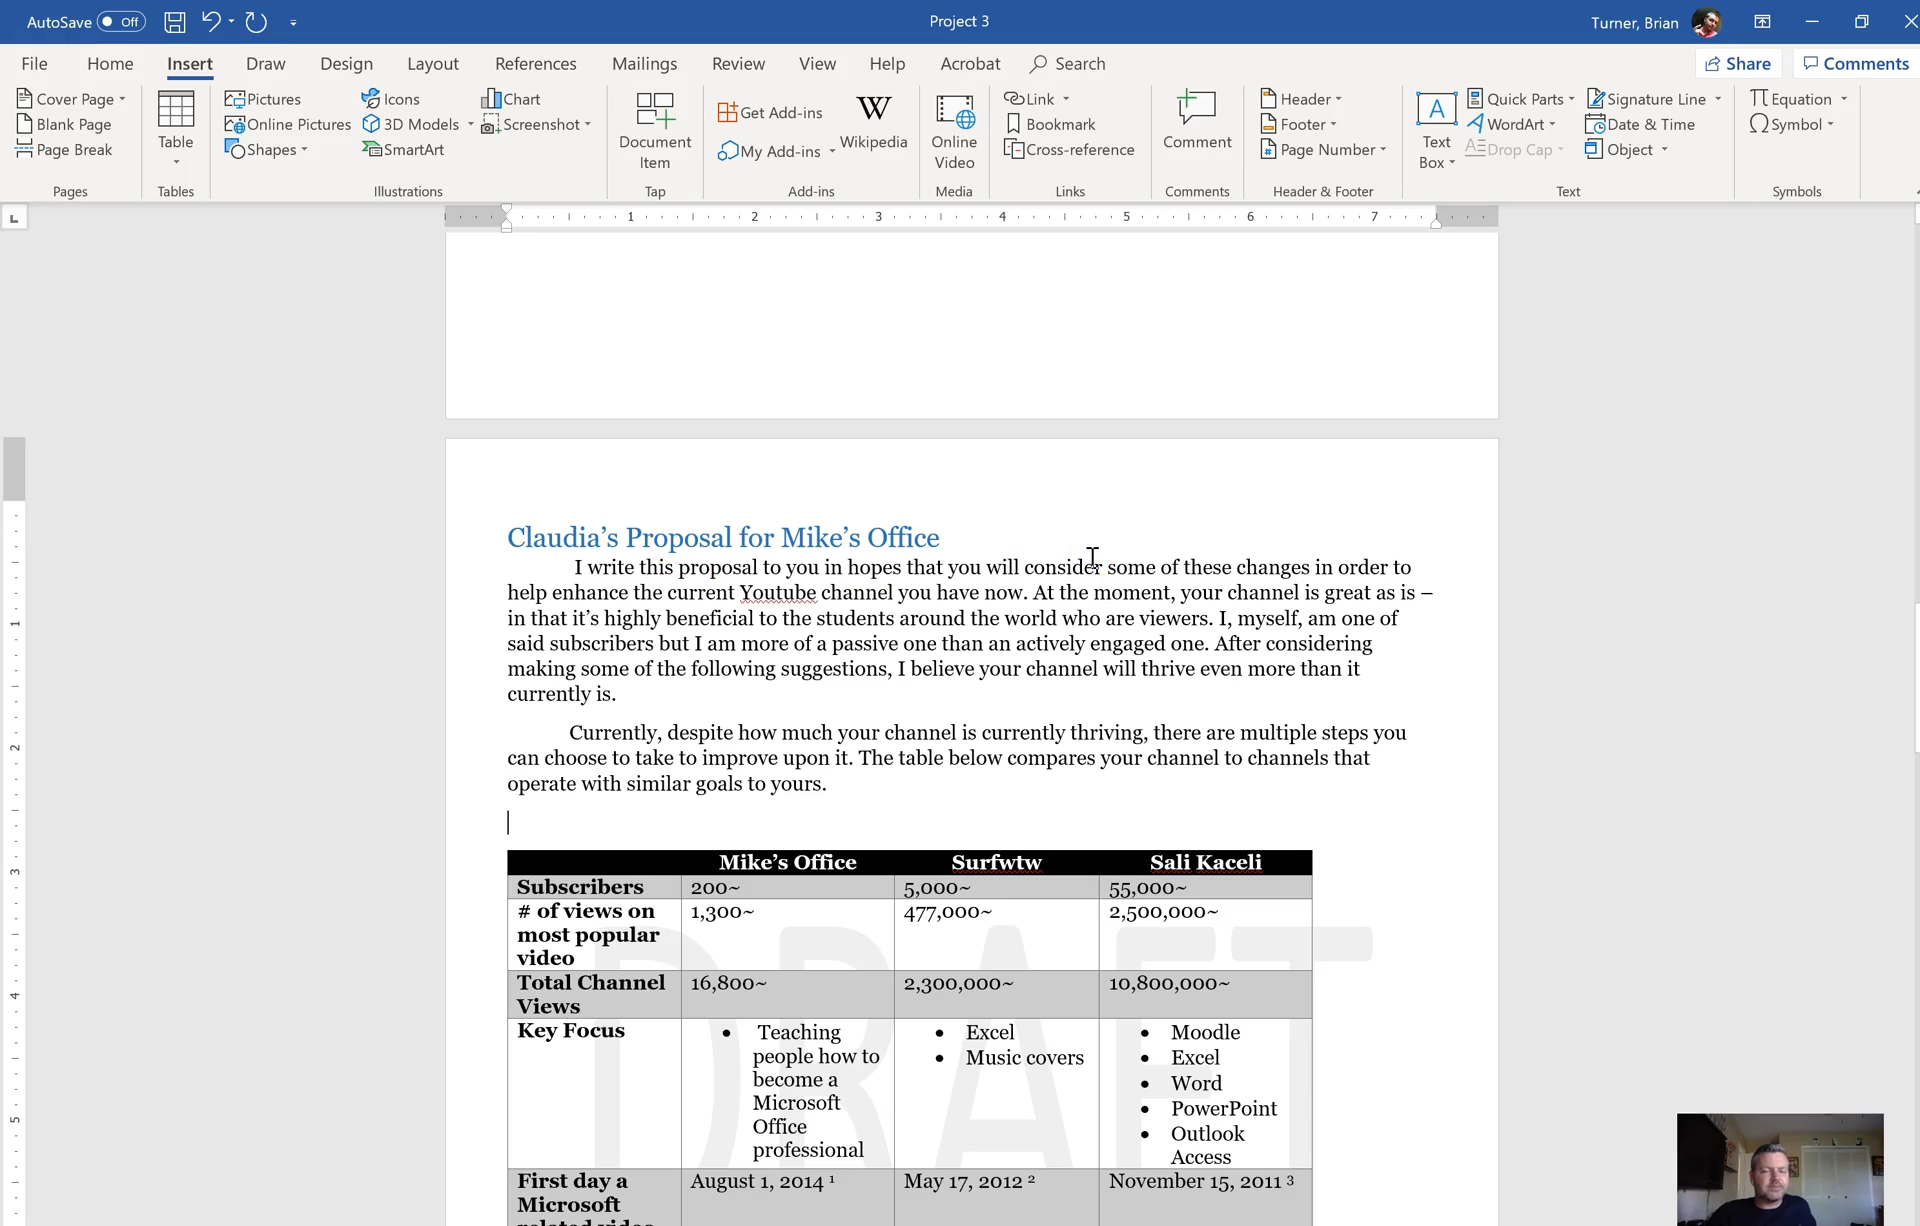 AutoSave Off
Project 3
Turner, Brian
File Home Insert Draw Design Layout References Mailings Review View Help Acrobat Search
Share Comments
Cover Page
Blank Page
Page Break
Pages
Table
Tables
Pictures
Online Pictures
Shapes
Icons
3D Models
SmartArt
Chart
Screenshot
Illustrations
Document Item
Tap
Get Add-ins
My Add-ins
Wikipedia
Add-ins
Online Video
Media
Link
Bookmark
Cross-reference
Links
Comment
Comments
Header
Footer
Page Number
Header & Footer
Text Box
Quick Parts
WordArt
Drop Cap
Signature Line
Date & Time
Object
Text
Equation
Symbol
Symbols
1 2 3 4 5 6 7
Claudia’s Proposal for Mike’s Office
I write this proposal to you in hopes that you will consider some of these changes in order to
help enhance the current Youtube channel you have now. At the moment, your channel is great as is –
in that it’s highly beneficial to the students around the world who are viewers. I, myself, am one of
said subscribers but I am more of a passive one than an actively engaged one. After considering
making some of the following suggestions, I believe your channel will thrive even more than it
currently is.
Currently, despite how much your channel is currently thriving, there are multiple steps you
can choose to take to improve upon it. The table below compares your channel to channels that
operate with similar goals to yours.
Mike’s Office Surfwtw Sali Kaceli
Subscribers 200~ 5,000~ 55,000~
# of views on most popular video 1,300~ 477,000~ 2,500,000~
Total Channel Views 16,800~ 2,300,000~ 10,800,000~
Key Focus
• Teaching people how to become a Microsoft Office professional
• Excel
• Music covers
• Moodle
• Excel
• Word
• PowerPoint
• Outlook
Access
First day a Microsoft related video August 1, 2014 ¹ May 17, 2012 ² November 15, 2011 ³
DRAFT
1
2
3
4
5